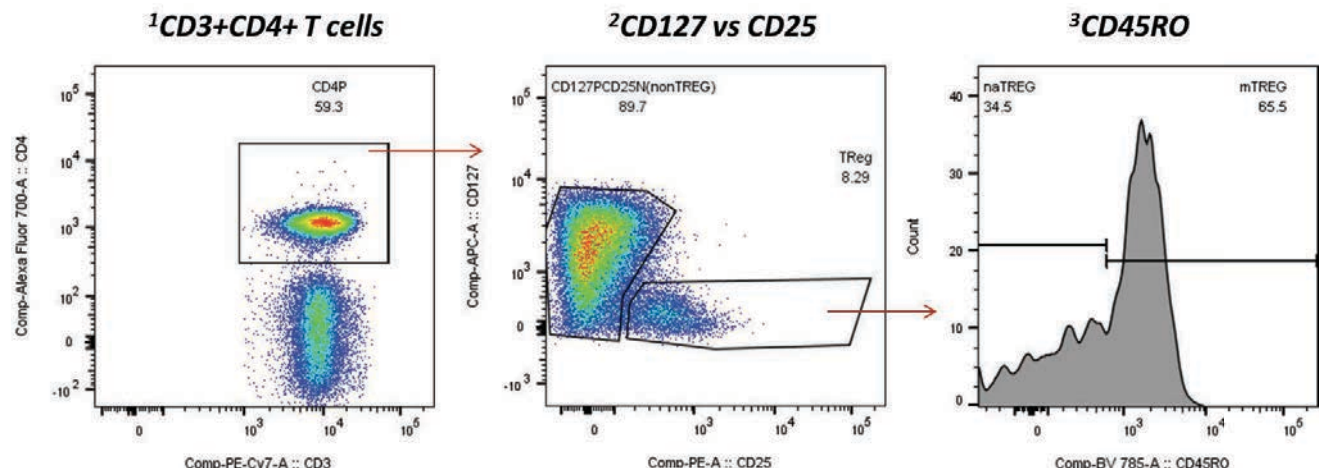 ¹CD3+CD4+ T cells
²CD127 vs CD25
³CD45RO
Comp-Alexa Fluor 700-A :: CD4
10⁵
10⁴
10³
10²
0
-10²
CD4P
59.3
0
10³
10⁴
10⁵
Comp-PE-Cy7-A :: CD3
Comp-APC-A :: CD127
10⁵
10⁴
10³
0
-10³
CD127PCD25N(nonTREG)
89.7
TReg
8.29
0
10³
10⁴
10⁵
Comp-PE-A :: CD25
Count
40
30
20
10
0
naTREG
34.5
mTREG
65.5
0
10³
10⁴
10⁵
Comp-BV 785-A :: CD45RO